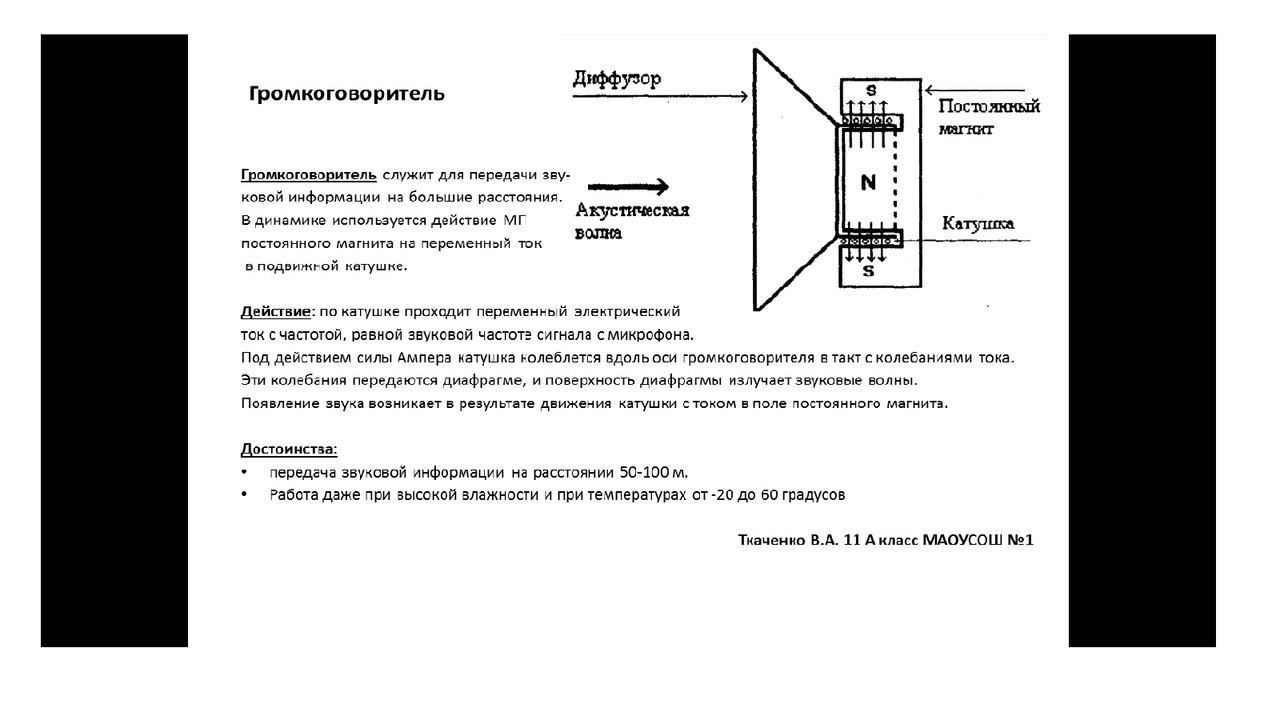 Громкоговоритель
Диффузор
S
Постоянный
магнит
N
Акустическая
волна
Катушка
S
Громкоговоритель служит для передачи зву-
ковой информации на большие расстояния.
В динамике используется действие МП
постоянного магнита на переменный ток
в подвижной катушке.
Действие: по катушке проходит переменный электрический
ток с частотой, равной звуковой частоте сигнала с микрофона.
Под действием силы Ампера катушка колеблется вдоль оси громкоговорителя в такт с колебаниями тока.
Эти колебания передаются диафрагме, и поверхность диафрагмы излучает звуковые волны.
Появление звука возникает в результате движения катушки с током в поле постоянного магнита.
Достоинства:
• передача звуковой информации на расстоянии 50-100 м.
• Работа даже при высокой влажности и при температурах от -20 до 60 градусов
Ткаченко В.А. 11 А класс МАОУСОШ №1